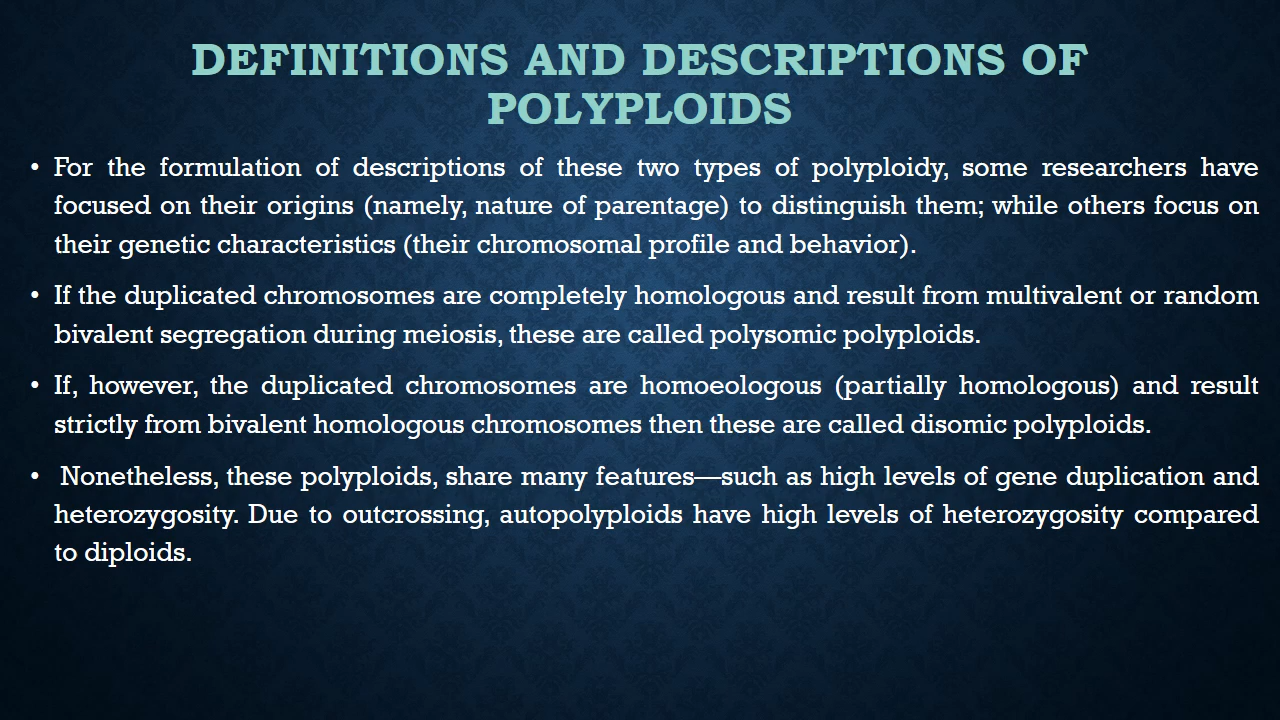 DEFINITIONS AND DESCRIPTIONS OF
POLYPLOIDS
• For the formulation of descriptions of these two types of polyploidy, some researchers have
focused on their origins (namely, nature of parentage) to distinguish them; while others focus on
their genetic characteristics (their chromosomal profile and behavior).
• If the duplicated chromosomes are completely homologous and result from multivalent or random
bivalent segregation during meiosis, these are called polysomic polyploids.
• If, however, the duplicated chromosomes are homoeologous (partially homologous) and result
strictly from bivalent homologous chromosomes then these are called disomic polyploids.
• Nonetheless, these polyploids, share many features—such as high levels of gene duplication and
heterozygosity. Due to outcrossing, autopolyploids have high levels of heterozygosity compared
to diploids.